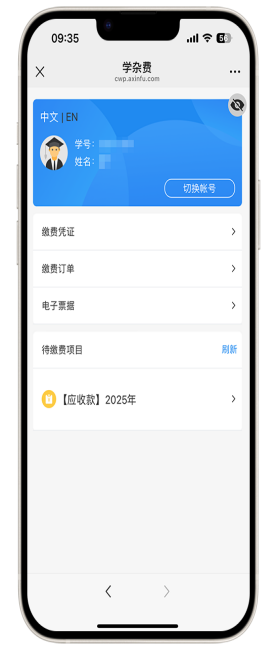 09:35
56
学杂费
cwp.axinfu.com
中文 | EN
学号:
姓名:
切换帐号
缴费凭证
缴费订单
电子票据
待缴费项目
刷新
【应收款】2025年